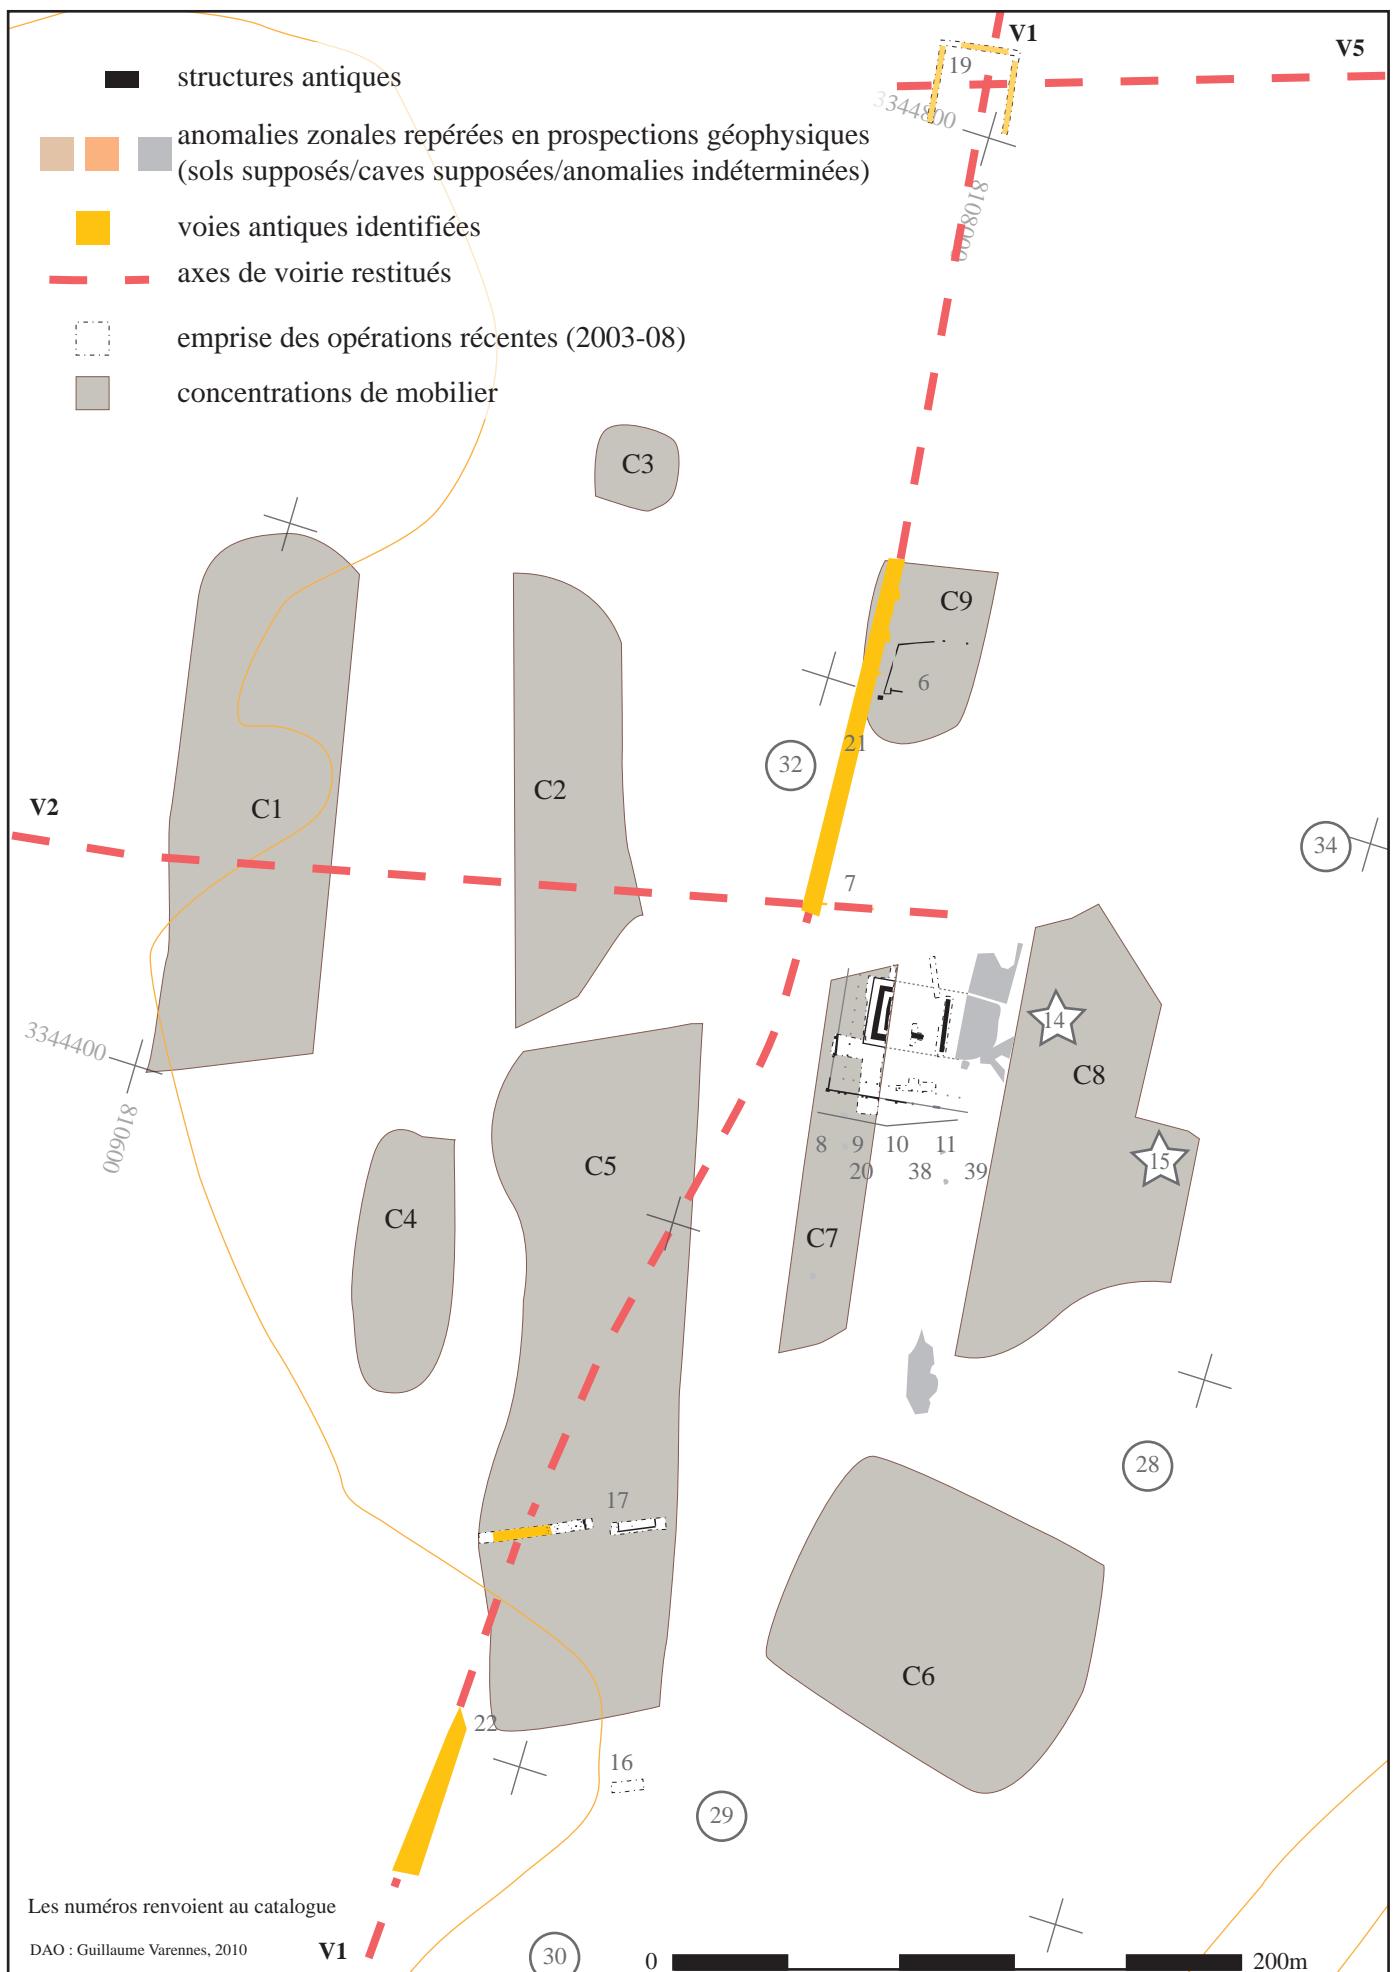 V1
V5
structures antiques
19
3344800
anomalies zonales repérées en prospections géophysiques
(sols supposés/caves supposées/anomalies indéterminées)
8108000
voies antiques identifiées
axes de voirie restitués
emprise des opérations récentes (2003-08)
concentrations de mobilier
C3
C9
6
21
32
C2
V2
C1
34
7
14
3344400
C8
810600
8 9 10 11
15
C5
20 38 39
C4
C7
28
17
C6
22
16
29
Les numéros renvoient au catalogue
DAO : Guillaume Varennes, 2010
V1
30
0
200m